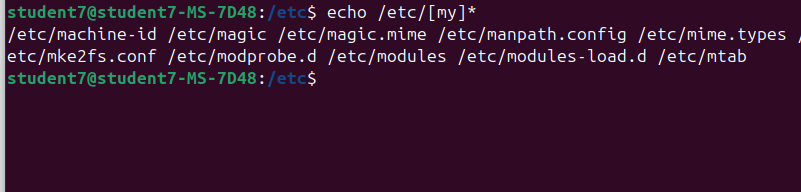 student7@student7-MS-7D48:/etc$ echo /etc/[my]*
/etc/machine-id /etc/magic /etc/magic.mime /etc/manpath.config /etc/mime.types /
etc/mke2fs.conf /etc/modprobe.d /etc/modules /etc/modules-load.d /etc/mtab
student7@student7-MS-7D48:/etc$